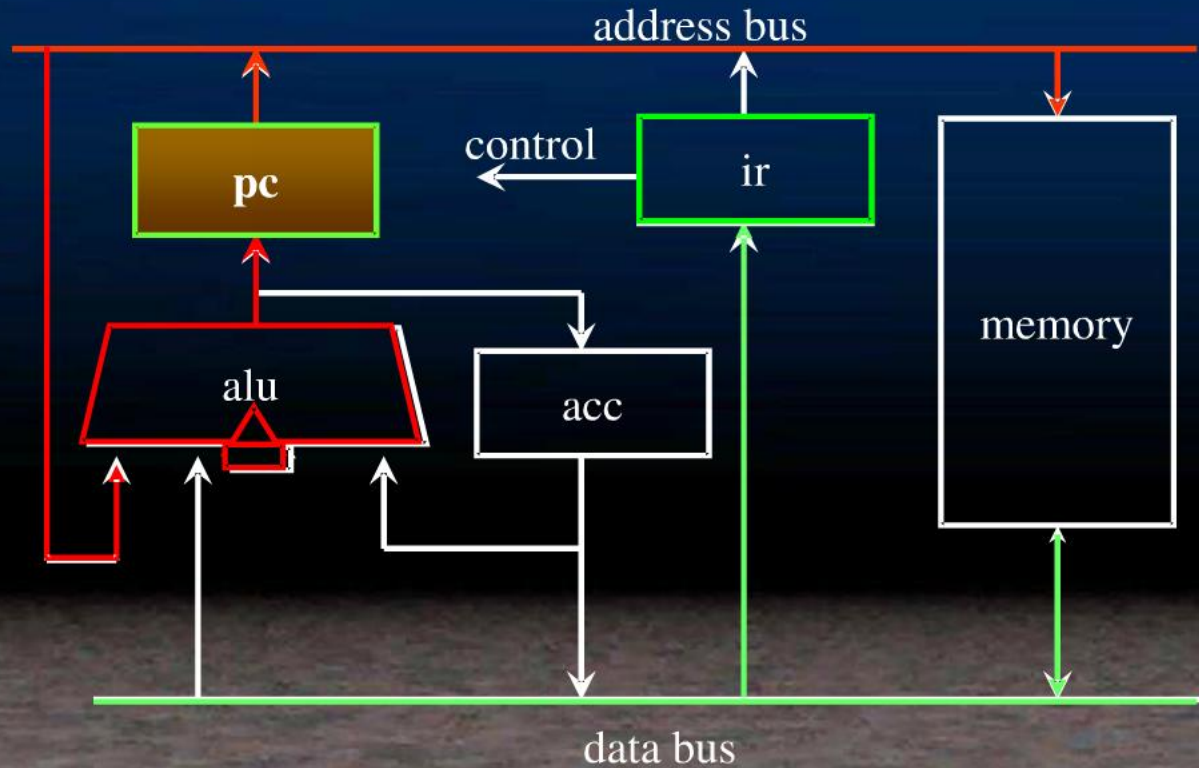 address bus
control
pc
ir
memory
alu
acc
data bus